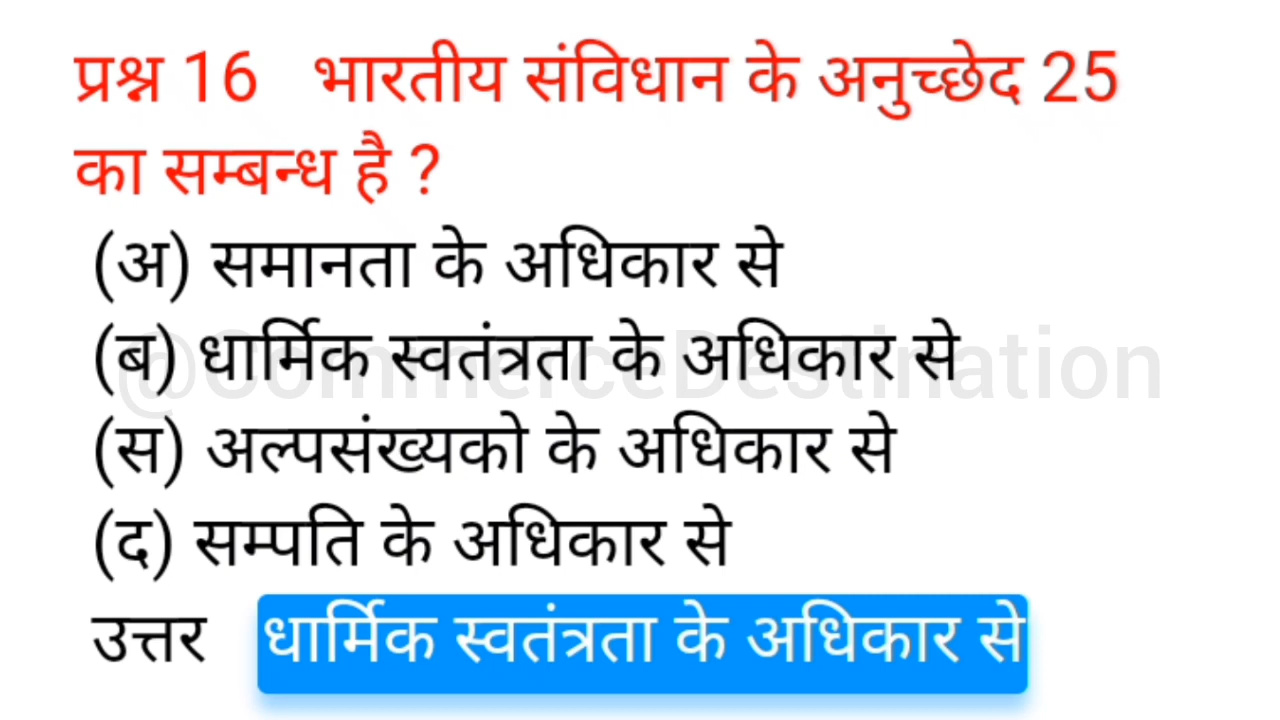 प्रश्न 16 भारतीय संविधान के अनुच्छेद 25
का सम्बन्ध है ?
(अ) समानता के अधिकार से
(ब) धार्मिक स्वतंत्रता के अधिकार से
@CommerceDestination
(स) अल्पसंख्यको के अधिकार से
(द) सम्पति के अधिकार से
उत्तर धार्मिक स्वतंत्रता के अधिकार से